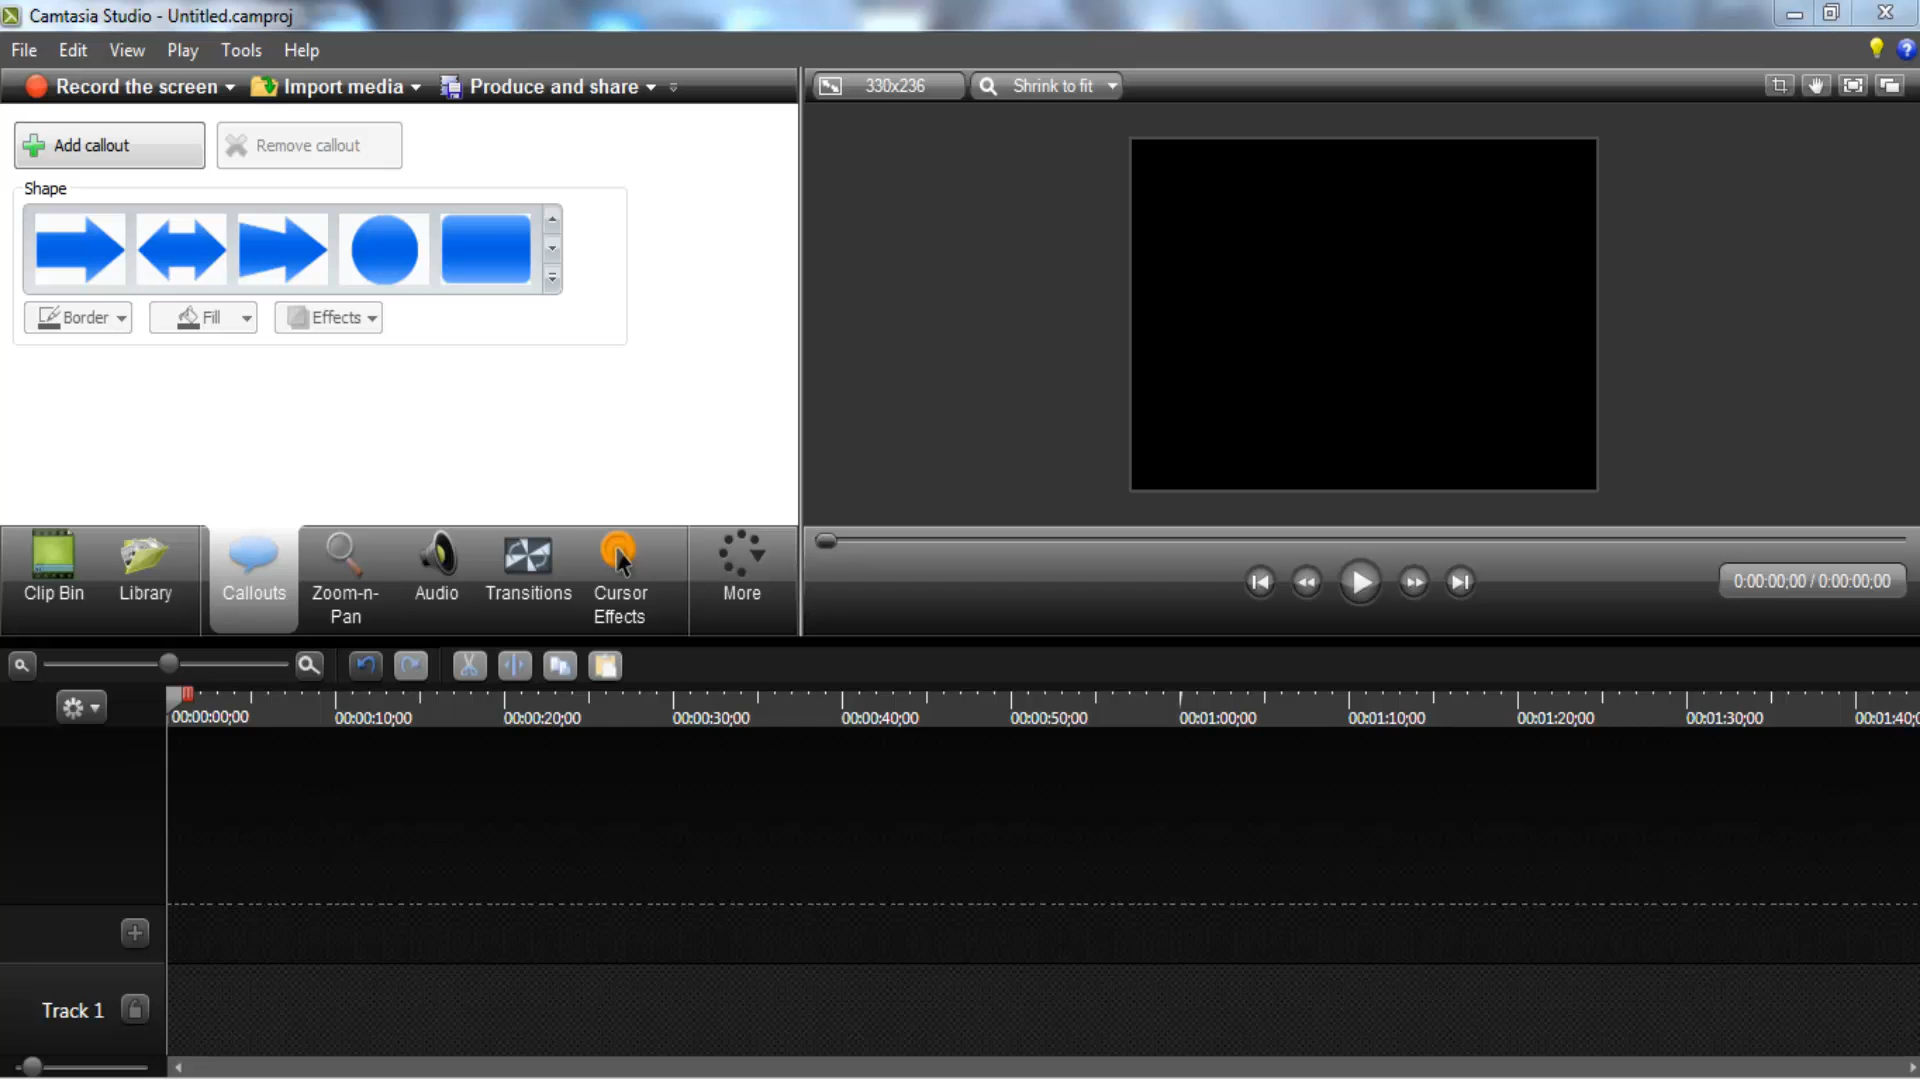 Camtasia Studio - Untitled.camproj
File Edit View Play Tools Help
Record the screen Import media Produce and share 330x236 Shrink to fit
Add callout Remove callout
Shape
Border Fill Effects
Clip Bin Library Callouts Zoom-n-Pan Audio Transitions Cursor Effects More
0:00:00;00 / 0:00:00;00
00:00:00;00 00:00:10;00 00:00:20;00 00:00:30;00 00:00:40;00 00:00:50;00 00:01:00;00 00:01:10;00 00:01:20;00 00:01:30;00 00:01:40;0
Track 1